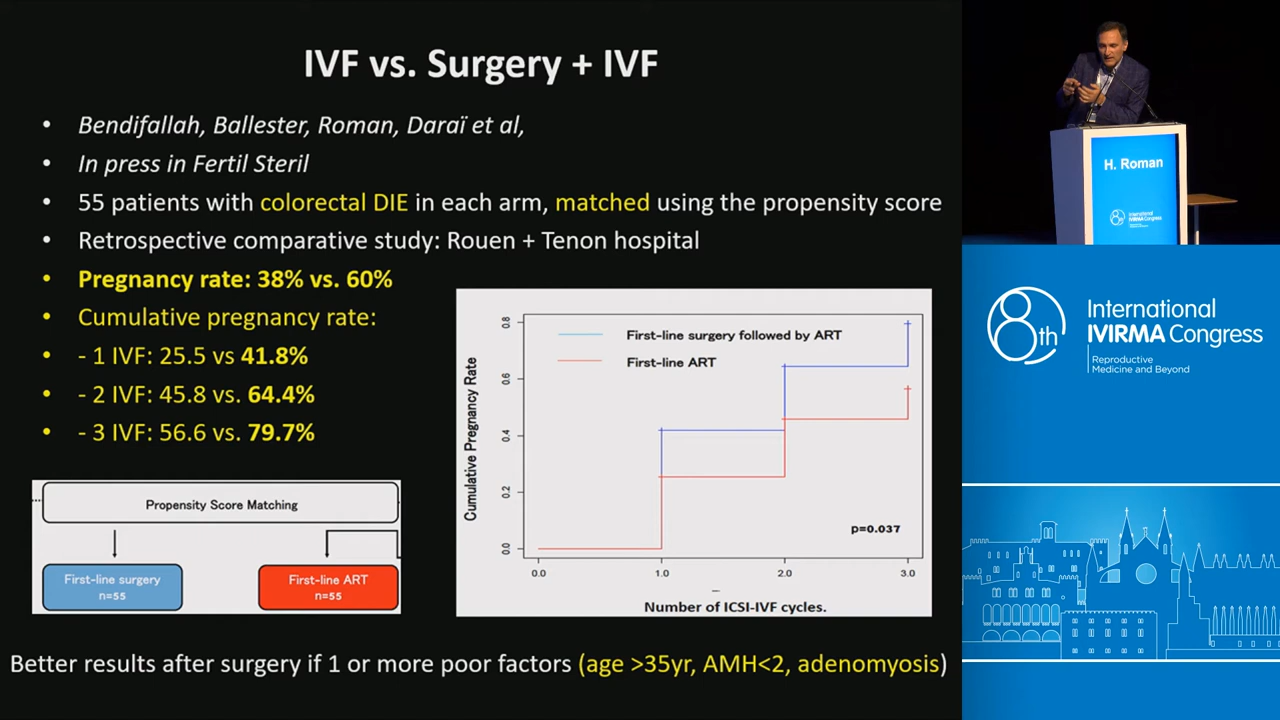 IVF vs. Surgery + IVF
• Bendifallah, Ballester, Roman, Daraï et al,
• In press in Fertil Steril
• 55 patients with colorectal DIE in each arm, matched using the propensity score
• Retrospective comparative study: Rouen + Tenon hospital
• Pregnancy rate: 38% vs. 60%
• Cumulative pregnancy rate:
• - 1 IVF: 25.5 vs 41.8%
• - 2 IVF: 45.8 vs. 64.4%
• - 3 IVF: 56.6 vs. 79.7%
Propensity Score Matching
First-line surgery
n=55
First-line ART
n=55
First-line surgery followed by ART
First-line ART
Cumulative Pregnancy Rate
0.8
0.6
0.4
0.2
0.0
p=0.037
0.0 1.0 2.0 3.0
Number of ICSI-IVF cycles.
Better results after surgery if 1 or more poor factors (age >35yr, AMH<2, adenomyosis)
H. Roman
International
IVIRMA Congress
8th
International
IVIRMA Congress
Reproductive
Medicine and Beyond